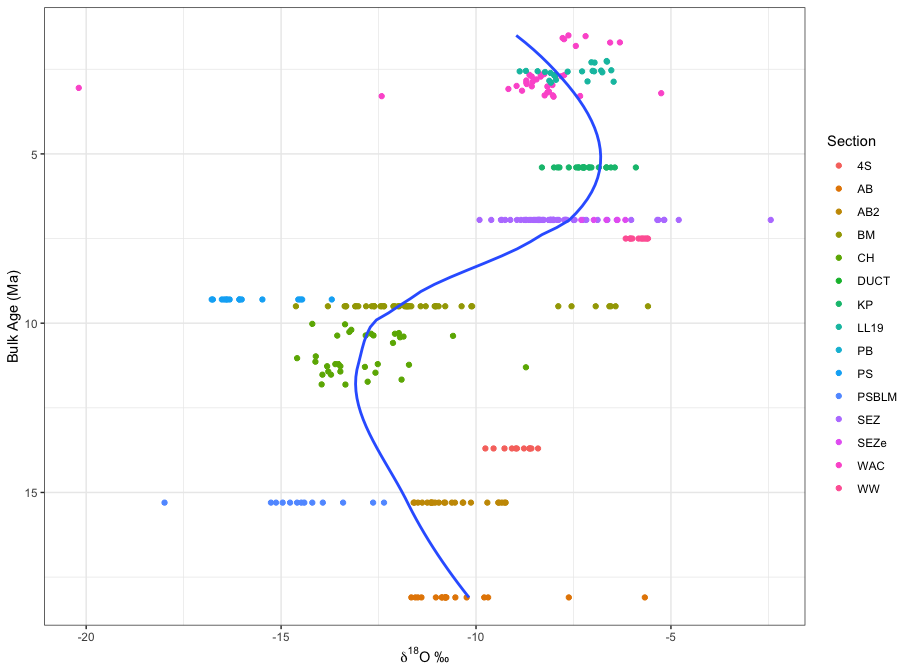 Bulk Age (Ma)
5
10
15
-20
-15
-10
-5
δ¹⁸O ‰
Section
4S
AB
AB2
BM
CH
DUCT
KP
LL19
PB
PS
PSBLM
SEZ
SEZe
WAC
WW